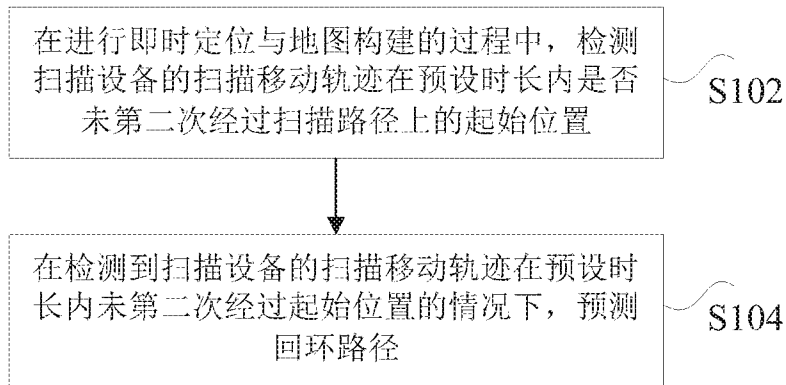 在进行即时定位与地图构建的过程中，检测
扫描设备的扫描移动轨迹在预设时长内是否
未第二次经过扫描路径上的起始位置
S102
在检测到扫描设备的扫描移动轨迹在预设时
长内未第二次经过起始位置的情况下，预测
回环路径
S104